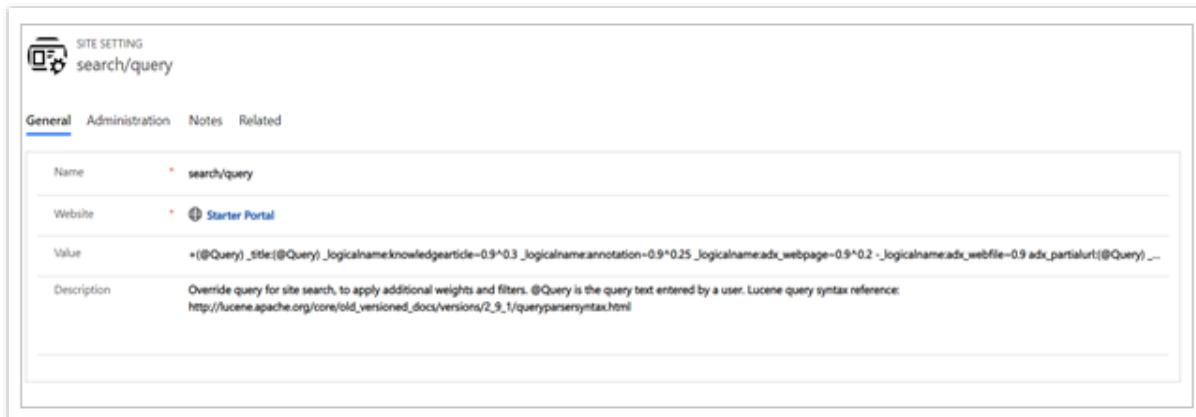 SITE SETTING
search/query
General Administration Notes Related
Name * search/query
Website * Starter Portal
Value +(@Query) _title:(@Query) _logicalname:knowledgearticle~0.9^0.3 _logicalname:annotation~0.9^0.25 _logicalname:adx_webpage~0.9^0.2 -_logicalname:adx_webfile~0.9 adx_partialurl:(@Query) _...
Description Override query for site search, to apply additional weights and filters. @Query is the query text entered by a user. Lucene query syntax reference:
http://lucene.apache.org/core/old_versioned_docs/versions/2_9_1/queryparsersyntax.html